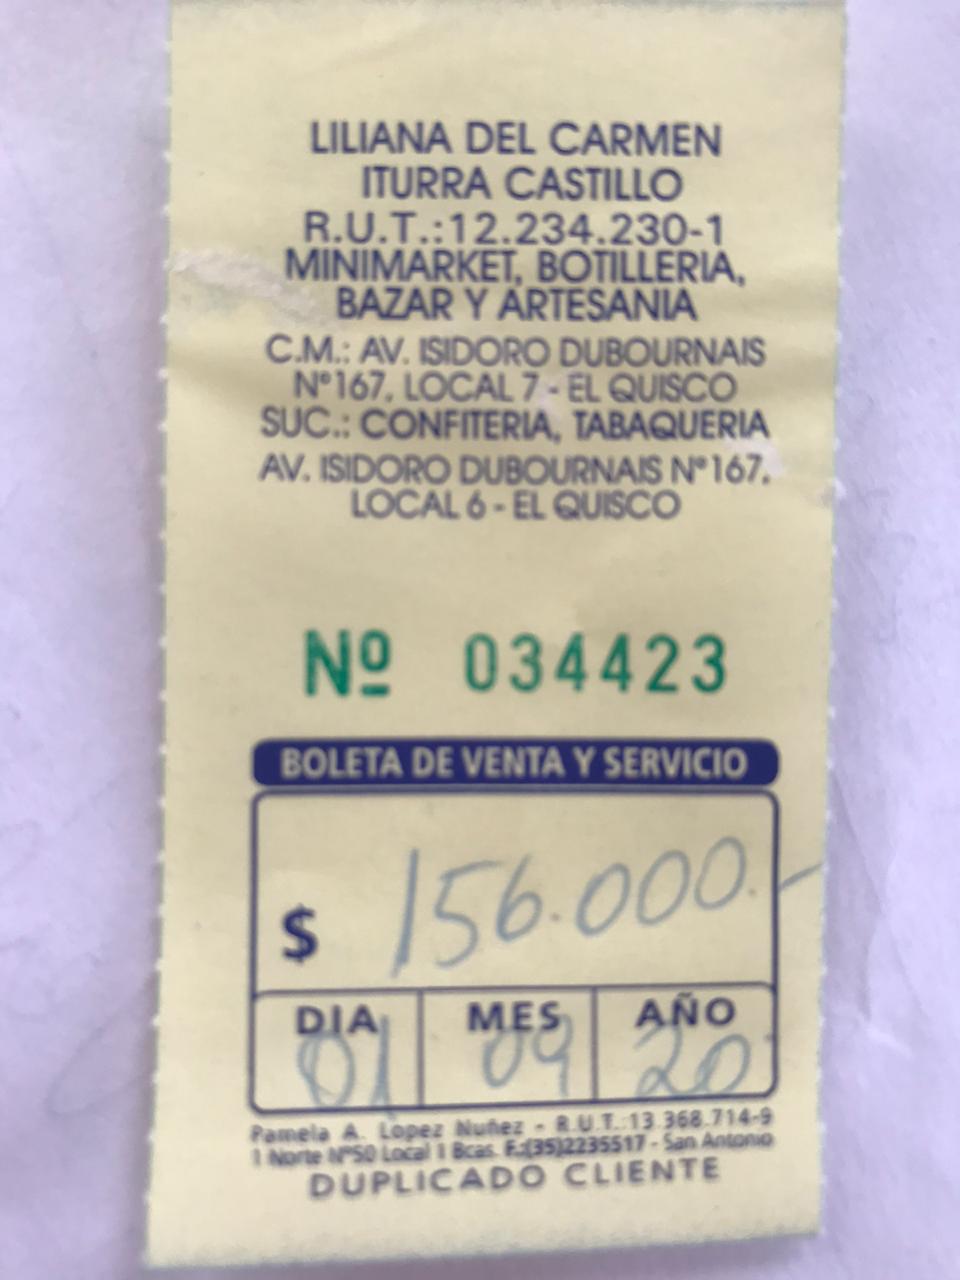 LILIANA DEL CARMEN
ITURRA CASTILLO
R.U.T.:12.234.230-1
MINIMARKET, BOTILLERIA,
BAZAR Y ARTESANIA
C.M.: AV. ISIDORO DUBOURNAIS
N°167, LOCAL 7 - EL QUISCO
SUC.: CONFITERIA, TABAQUERIA
AV. ISIDORO DUBOURNAIS N°167,
LOCAL 6 - EL QUISCO
Nº 034423
BOLETA DE VENTA Y SERVICIO
$ 156.000.-
DIA MES AÑO
01 09 20
Pamela A. Lopez Nuñez - R.U.T.:13.368.714-9
1 Norte Nº50 Local 1 Bcas. F.:(35)2235517 - San Antonio
DUPLICADO CLIENTE